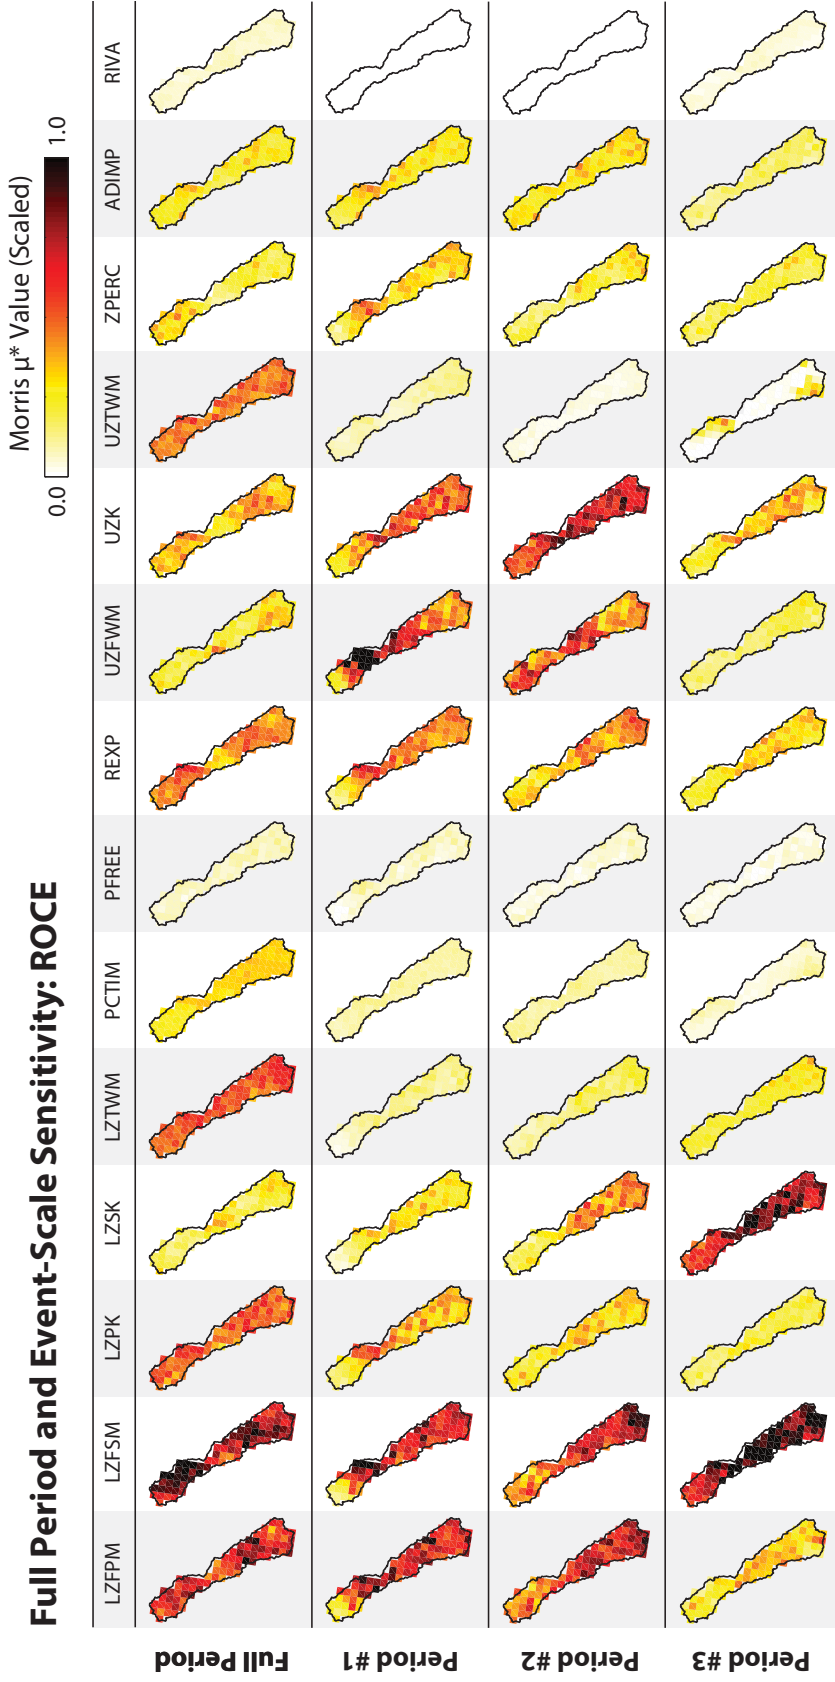 Full Period and Event-Scale Sensitivity: ROCE
Morris μ* Value (Scaled)
0.0 1.0
LZFPM LZFSM LZPK LZSK LZTWM PCTIM PFREE REXP UZFWM UZK UZTWM ZPERC ADIMP RIVA
Full Period
Period #1
Period #2
Period #3